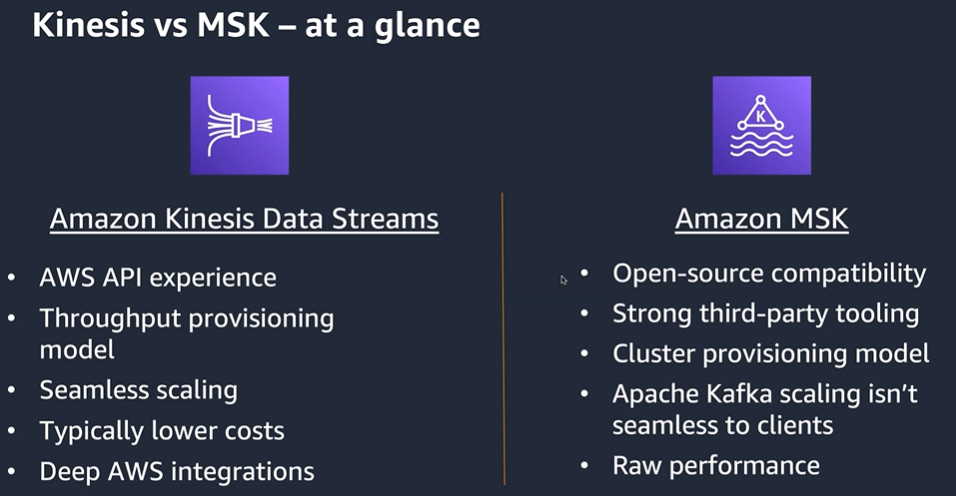 Kinesis vs MSK – at a glance
K
Amazon Kinesis Data Streams
• AWS API experience
• Throughput provisioning
model
• Seamless scaling
• Typically lower costs
• Deep AWS integrations
Amazon MSK
• Open-source compatibility
• Strong third-party tooling
• Cluster provisioning model
• Apache Kafka scaling isn’t
seamless to clients
• Raw performance